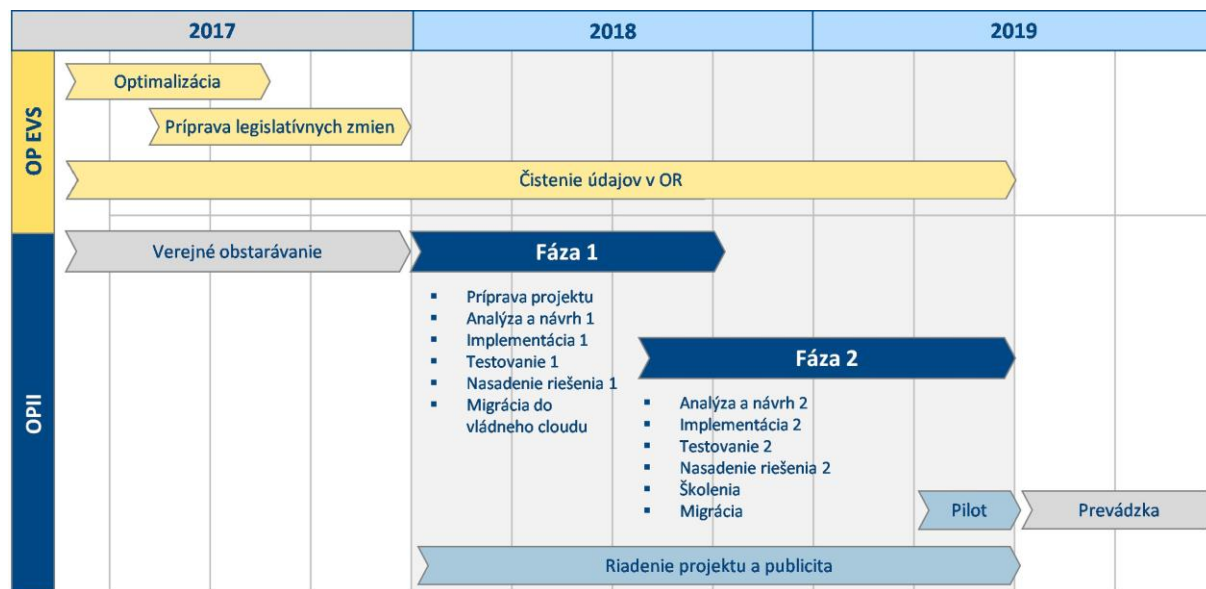 2017
2018
2019
OP EVS
Optimalizácia
Príprava legislatívnych zmien
Čistenie údajov v OR
OPII
Verejné obstarávanie
Fáza 1
▪ Príprava projektu
▪ Analýza a návrh 1
▪ Implementácia 1
▪ Testovanie 1
▪ Nasadenie riešenia 1
▪ Migrácia do
vládneho cloudu
Fáza 2
▪ Analýza a návrh 2
▪ Implementácia 2
▪ Testovanie 2
▪ Nasadenie riešenia 2
▪ Školenia
▪ Migrácia
Pilot
Prevádzka
Riadenie projektu a publicita